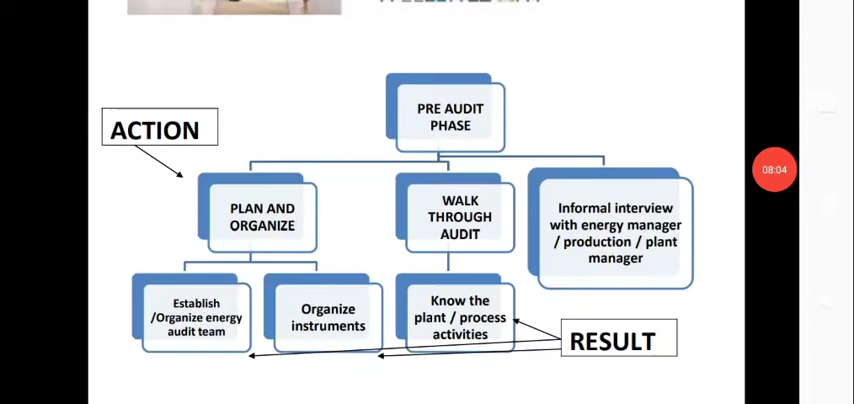 PRE AUDIT
PHASE
ACTION
PLAN AND
ORGANIZE
WALK
THROUGH
AUDIT
Informal interview
with energy manager
/ production / plant
manager
08:04
Establish
/Organize energy
audit team
Organize
instruments
Know the
plant / process
activities
RESULT